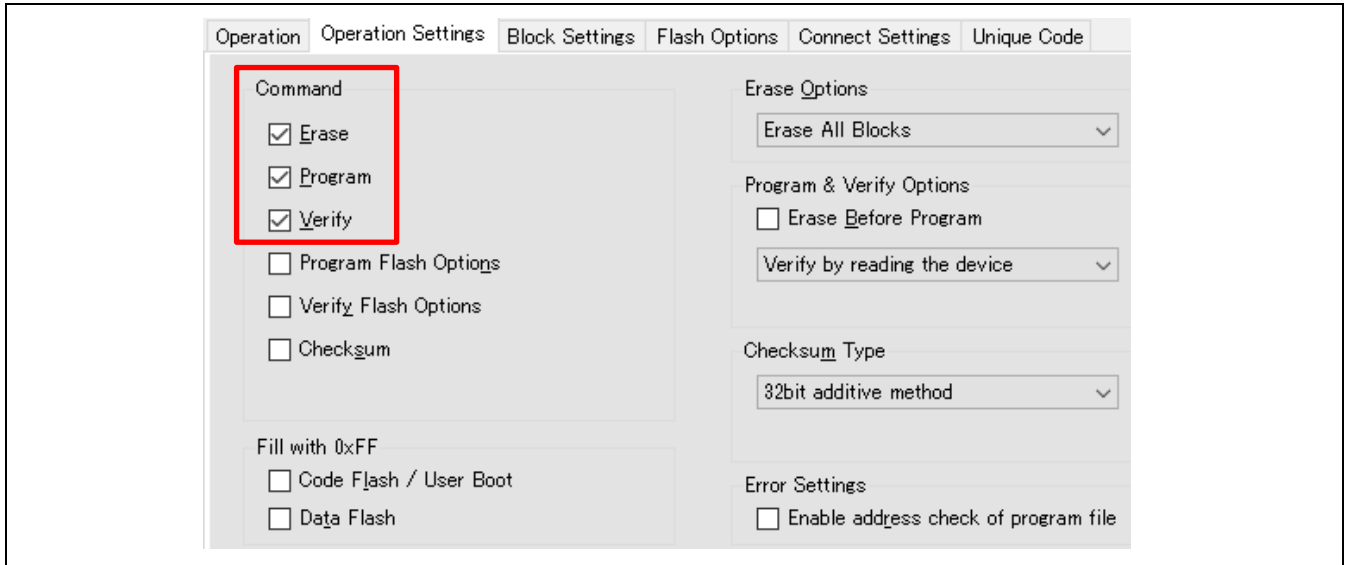 Operation Operation Settings Block Settings Flash Options Connect Settings Unique Code
Command
Erase
Program
Verify
Program Flash Options
Verify Flash Options
Checksum
Fill with 0xFF
Code Flash / User Boot
Data Flash
Erase Options
Erase All Blocks
Program & Verify Options
Erase Before Program
Verify by reading the device
Checksum Type
32bit additive method
Error Settings
Enable address check of program file